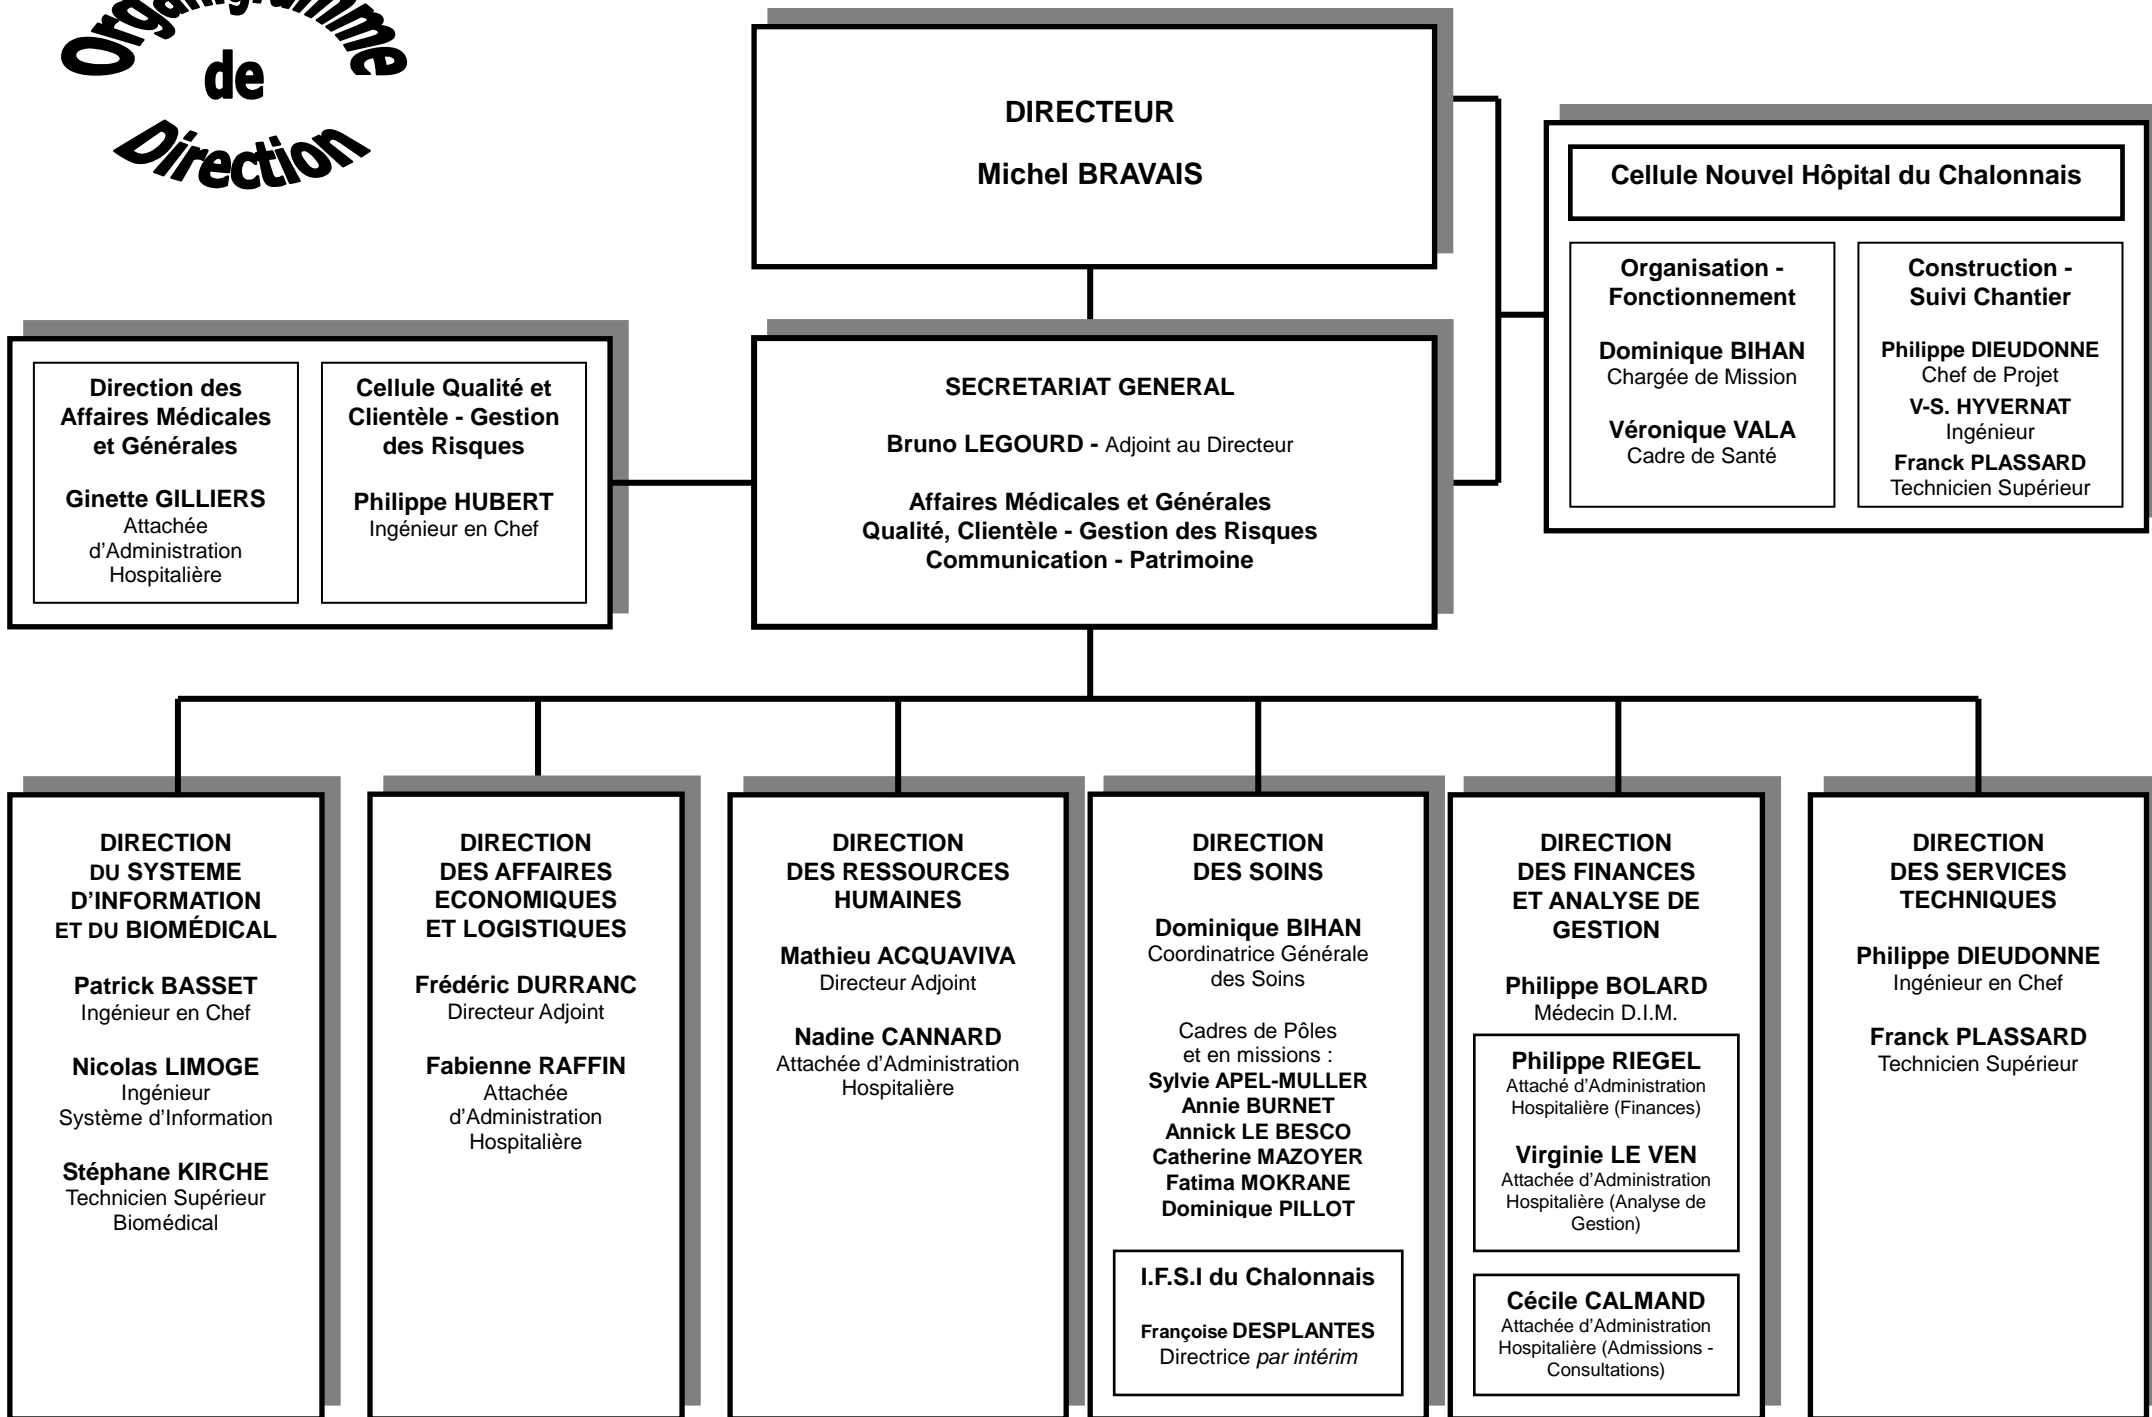 Organigramme
de
Direction
DIRECTEUR
Michel BRAVAIS
Cellule Nouvel Hôpital du Chalonnais
Organisation -
Fonctionnement
Dominique BIHAN
Chargée de Mission
Véronique VALA
Cadre de Santé
Construction -
Suivi Chantier
Philippe DIEUDONNE
Chef de Projet
V-S. HYVERNAT
Ingénieur
Franck PLASSARD
Technicien Supérieur
Direction des
Affaires Médicales
et Générales
Ginette GILLIERS
Attachée
d’Administration
Hospitalière
Cellule Qualité et
Clientèle - Gestion
des Risques
Philippe HUBERT
Ingénieur en Chef
SECRETARIAT GENERAL
Bruno LEGOURD - Adjoint au Directeur
Affaires Médicales et Générales
Qualité, Clientèle - Gestion des Risques
Communication - Patrimoine
DIRECTION
DU SYSTEME
D’INFORMATION
ET DU BIOMÉDICAL
Patrick BASSET
Ingénieur en Chef
Nicolas LIMOGE
Ingénieur
Système d’Information
Stéphane KIRCHE
Technicien Supérieur
Biomédical
DIRECTION
DES AFFAIRES
ECONOMIQUES
ET LOGISTIQUES
Frédéric DURRANC
Directeur Adjoint
Fabienne RAFFIN
Attachée
d’Administration
Hospitalière
DIRECTION
DES RESSOURCES
HUMAINES
Mathieu ACQUAVIVA
Directeur Adjoint
Nadine CANNARD
Attachée d’Administration
Hospitalière
DIRECTION
DES SOINS
Dominique BIHAN
Coordinatrice Générale
des Soins
Cadres de Pôles
et en missions :
Sylvie APEL-MULLER
Annie BURNET
Annick LE BESCO
Catherine MAZOYER
Fatima MOKRANE
Dominique PILLOT
I.F.S.I du Chalonnais
Françoise DESPLANTES
Directrice par intérim
DIRECTION
DES FINANCES
ET ANALYSE DE
GESTION
Philippe BOLARD
Médecin D.I.M.
Philippe RIEGEL
Attaché d’Administration
Hospitalière (Finances)
Virginie LE VEN
Attachée d’Administration
Hospitalière (Analyse de
Gestion)
Cécile CALMAND
Attachée d’Administration
Hospitalière (Admissions -
Consultations)
DIRECTION
DES SERVICES
TECHNIQUES
Philippe DIEUDONNE
Ingénieur en Chef
Franck PLASSARD
Technicien Supérieur